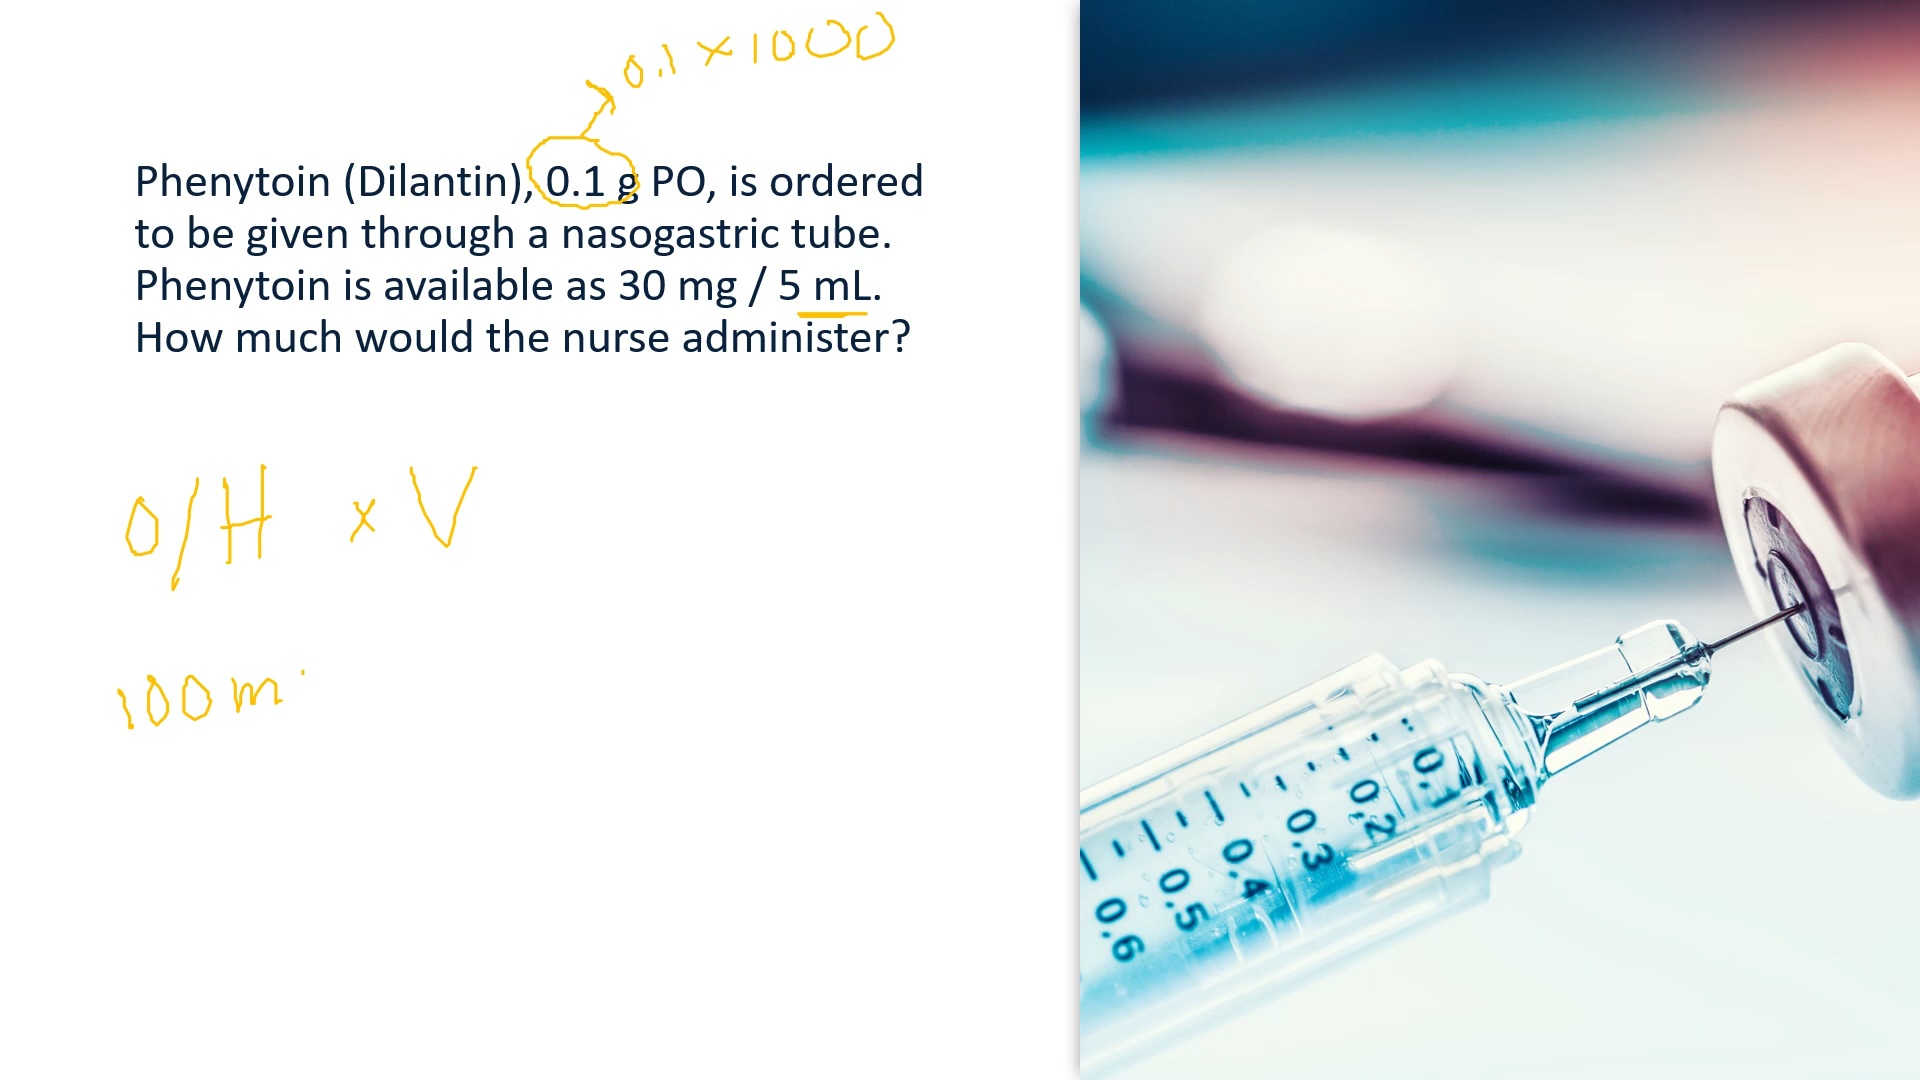 0.1 × 1000
Phenytoin (Dilantin), 0.1 g PO, is ordered
to be given through a nasogastric tube.
Phenytoin is available as 30 mg / 5 mL.
How much would the nurse administer?
O/H × V
100 m
0,1
0,2
0,3
0,4
0,5
0,6